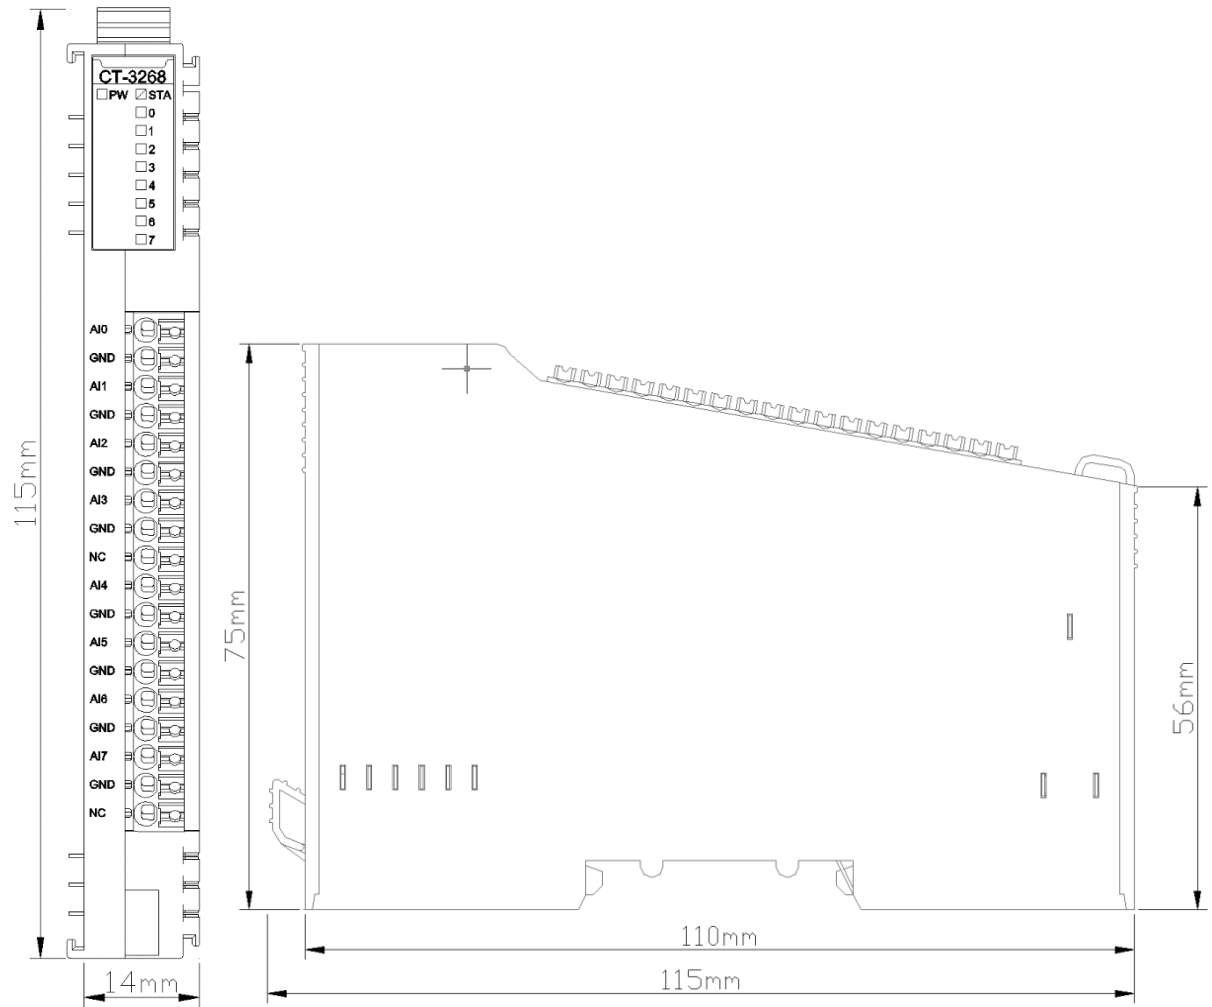 CT-3268
PW STA
0
1
2
3
4
5
6
7
AI0
GND
AI1
GND
AI2
GND
AI3
GND
NC
AI4
GND
AI5
GND
AI6
GND
AI7
GND
NC
115mm
14mm
75mm
56mm
110mm
115mm